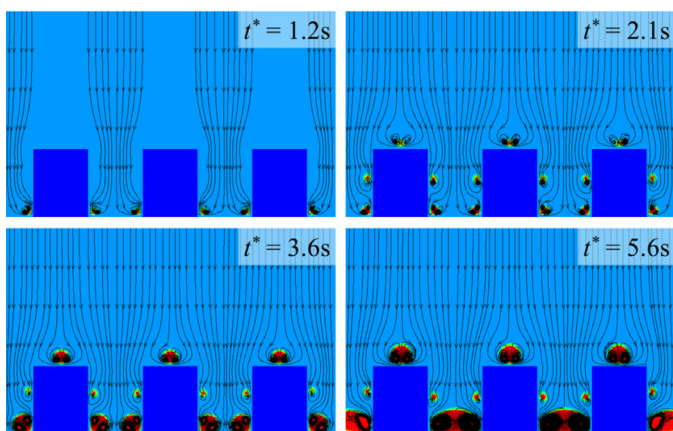 t* = 1.2s
t* = 2.1s
t* = 3.6s
t* = 5.6s